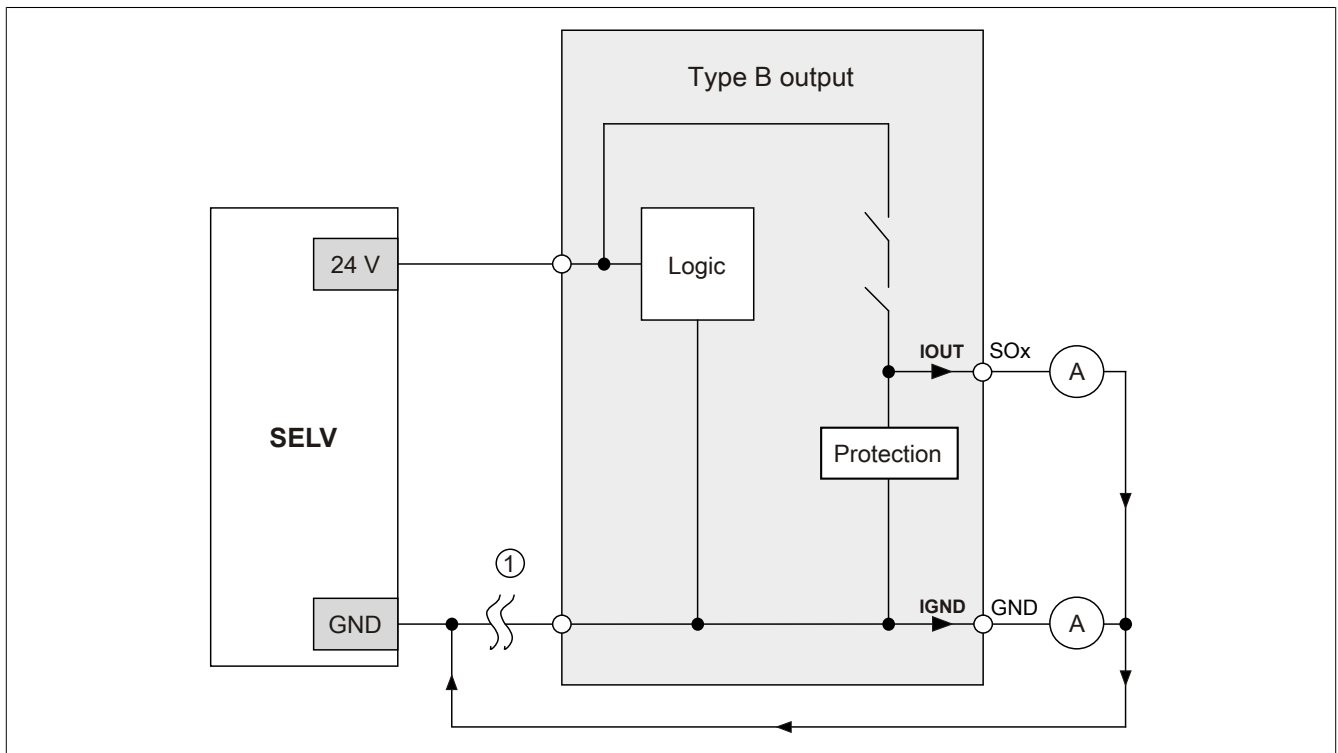 Type B output
24 V
Logic
IOUT
SOx
A
SELV
Protection
1
GND
IGND
GND
A